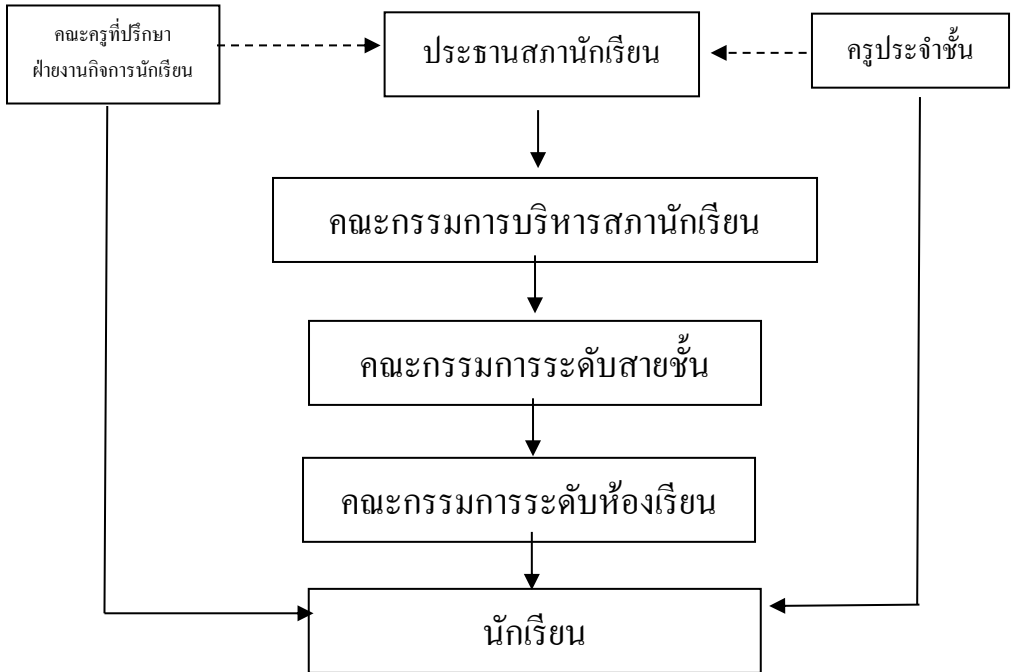 คณะครูที่ปรึกษา
ฝ่ายงานกิจการนักเรียน
ประธานสภานักเรียน
ครูประจำชั้น
คณะกรรมการบริหารสภานักเรียน
คณะกรรมการระดับสายชั้น
คณะกรรมการระดับห้องเรียน
นักเรียน